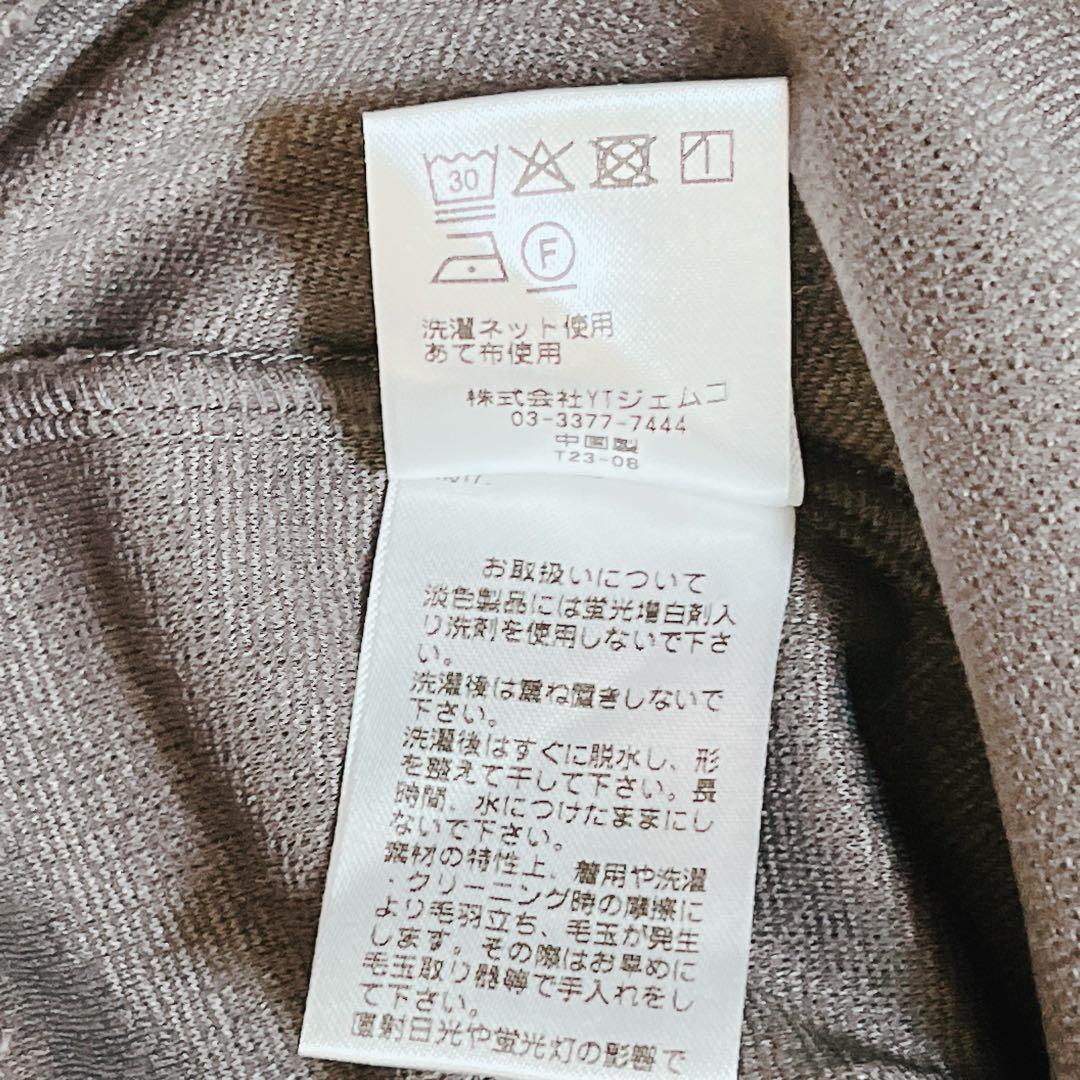 30
F
洗濯ネット使用
あて布使用
株式会社YTジェムコ
03-3377-7444
中国製
T23-08
お取扱いについて
淡色製品には蛍光増白剤入
り洗剤を使用しないで下さ
い。
洗濯後は重ね置きしないで
下さい。
洗濯後はすぐに脱水し、形
を整えて干して下さい。長
時間、水につけたままにし
ないで下さい。
素材の特性上、着用や洗濯
・クリーニング時の摩擦に
より毛羽立ち、毛玉が発生
します。その際はお早めに
毛玉取り器等で手入れをし
て下さい。
直射日光や蛍光灯の影響で